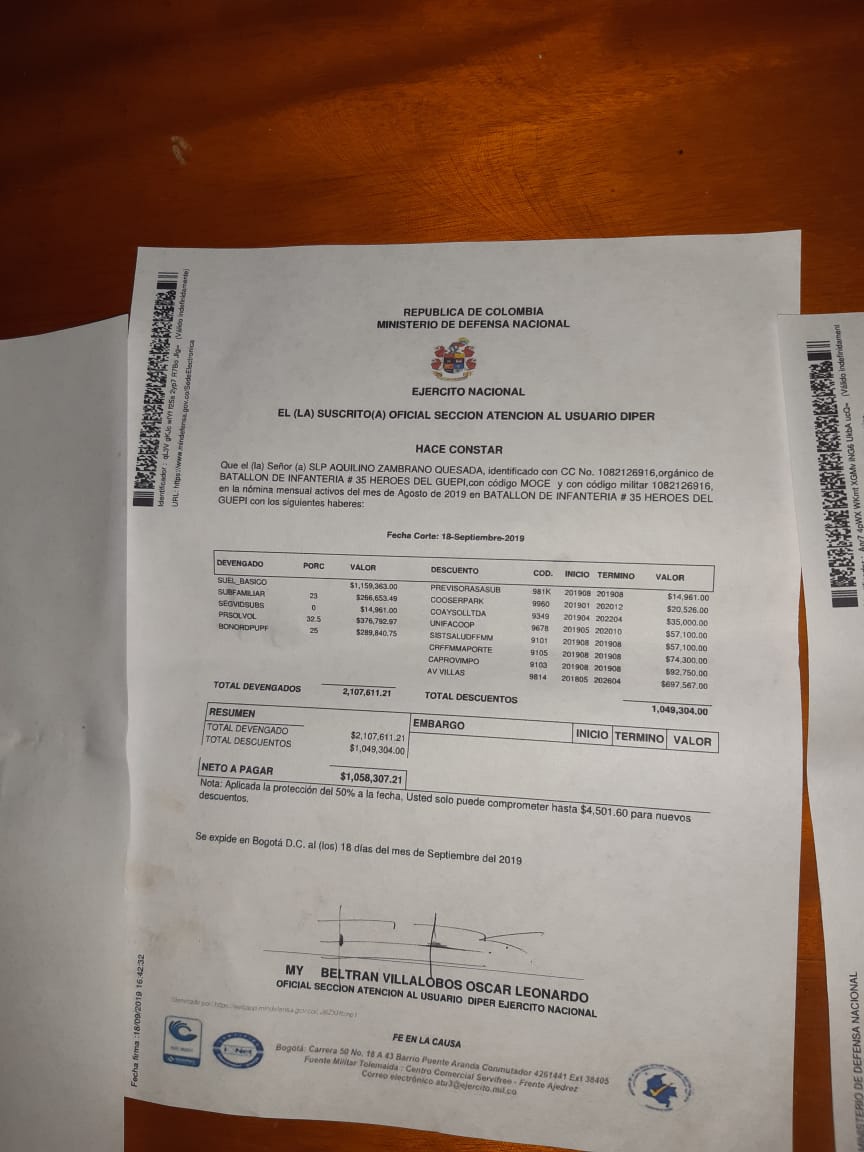 REPUBLICA DE COLOMBIA
MINISTERIO DE DEFENSA NACIONAL
EJERCITO NACIONAL
EL (LA) SUSCRITO(A) OFICIAL SECCION ATENCION AL USUARIO DIPER
HACE CONSTAR
Que el (la) Señor (a) SLP AQUILINO ZAMBRANO QUESADA, identificado con CC No. 1082126916,orgánico de
BATALLON DE INFANTERIA # 35 HEROES DEL GUEPI,con código MOCE y con código militar 1082126916,
en la nómina mensual activos del mes de Agosto de 2019 en BATALLON DE INFANTERIA # 35 HEROES DEL
GUEPI con los siguientes haberes:
Fecha Corte: 18-Septiembre-2019
DEVENGADO PORC VALOR DESCUENTO COD. INICIO TERMINO VALOR
SUEL_BASICO $1,159,363.00 PREVISORASASUB 981K 201908 201908 $14,961.00
SUBFAMILIAR 23 $266,653.49 COOSERPARK 9960 201901 202012 $20,526.00
SEGVIDSUBS 0 $14,961.00 COAYSOLLTDA 9349 201904 202204 $35,000.00
PRSOLVOL 32.5 $376,792.97 UNIFACOOP 9678 201905 202010 $57,100.00
BONORDPUPF 25 $289,840.75 SISTSALUDFFMM 9101 201908 201908 $57,100.00
CRFFMMAPORTE 9105 201908 201908 $74,300.00
CAPROVIMPO 9103 201908 201908 $92,750.00
AV VILLAS 9814 201805 202604 $697,567.00
TOTAL DEVENGADOS 2,107,611.21 TOTAL DESCUENTOS 1,049,304.00
RESUMEN EMBARGO INICIO TERMINO VALOR
TOTAL DEVENGADO $2,107,611.21
TOTAL DESCUENTOS $1,049,304.00
NETO A PAGAR $1,058,307.21
Nota: Aplicada la protección del 50% a la fecha, Usted solo puede comprometer hasta $4,501.60 para nuevos
descuentos.
Se expide en Bogotá D.C. al (los) 18 días del mes de Septiembre del 2019
MY BELTRAN VILLALOBOS OSCAR LEONARDO
OFICIAL SECCION ATENCION AL USUARIO DIPER EJERCITO NACIONAL
FE EN LA CAUSA
Bogotá: Carrera 50 No. 18 A 43 Barrio Puente Aranda Conmutador 4261441 Ext 38405
Fuente Militar Tolemaida : Centro Comercial Servifree - Frente Ajedrez
Correo electrónico atu3@ejercito.mil.co
Fecha firma :18/09/2019 16:42:32
Identificador : (Válido indefinidamente)
URL: https://www.mindefensa.gov.co/SedeElectronica
MINISTERIO DE DEFENSA NACIONAL